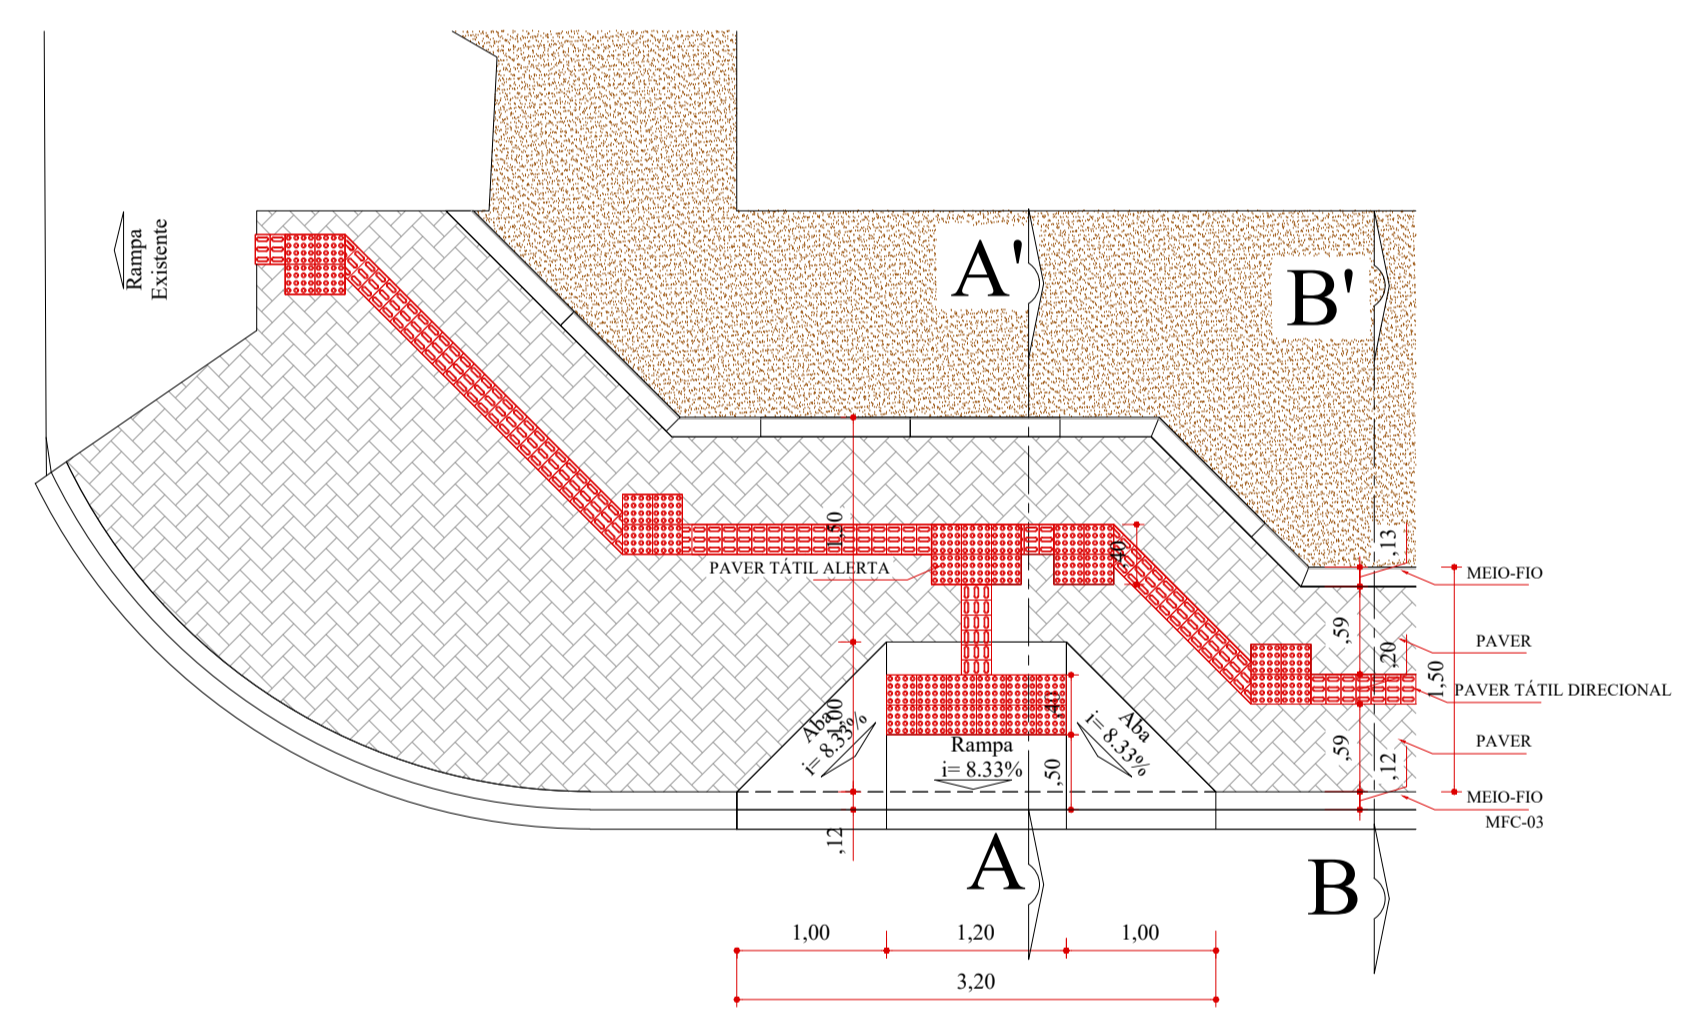 Rampa
Existente
A'
B'
,13
MEIO-FIO
1,50
,40
PAVER TÁTIL ALERTA
,59
,20
PAVER
1,50
PAVER TÁTIL DIRECIONAL
Aba
i= 8.33%
1,00
,40
Aba
i= 8.33%
Rampa
i= 8.33%
,50
,59
,12
PAVER
MEIO-FIO
MFC-03
,12
A
B
1,00
1,20
1,00
3,20